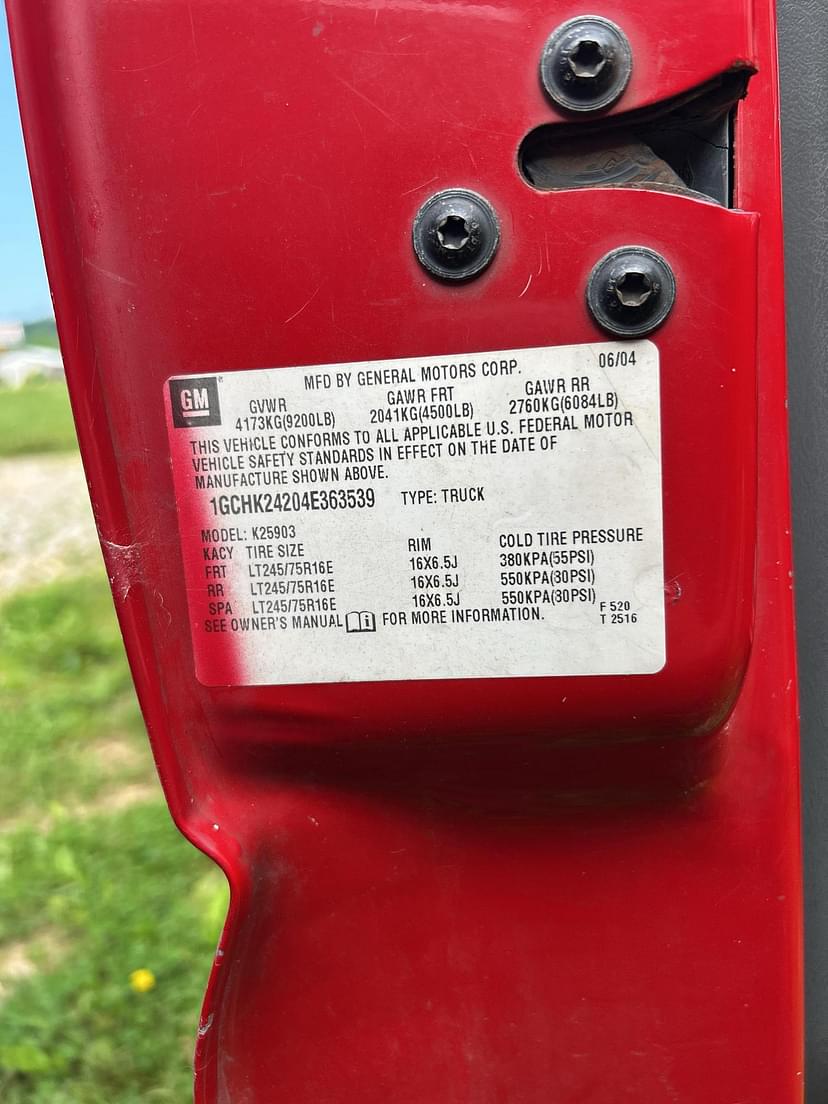 GM
MFD BY GENERAL MOTORS CORP. 06/04
GVWR GAWR FRT GAWR RR
4173KG(9200LB) 2041KG(4500LB) 2760KG(6084LB)
THIS VEHICLE CONFORMS TO ALL APPLICABLE U.S. FEDERAL MOTOR
VEHICLE SAFETY STANDARDS IN EFFECT ON THE DATE OF
MANUFACTURE SHOWN ABOVE.
1GCHK24204E363539 TYPE: TRUCK
MODEL: K25903
KACY TIRE SIZE RIM COLD TIRE PRESSURE
FRT LT245/75R16E 16X6.5J 380KPA(55PSI)
RR LT245/75R16E 16X6.5J 550KPA(80PSI)
SPA LT245/75R16E 16X6.5J 550KPA(80PSI)
SEE OWNER'S MANUAL FOR MORE INFORMATION.
F 520
T 2516